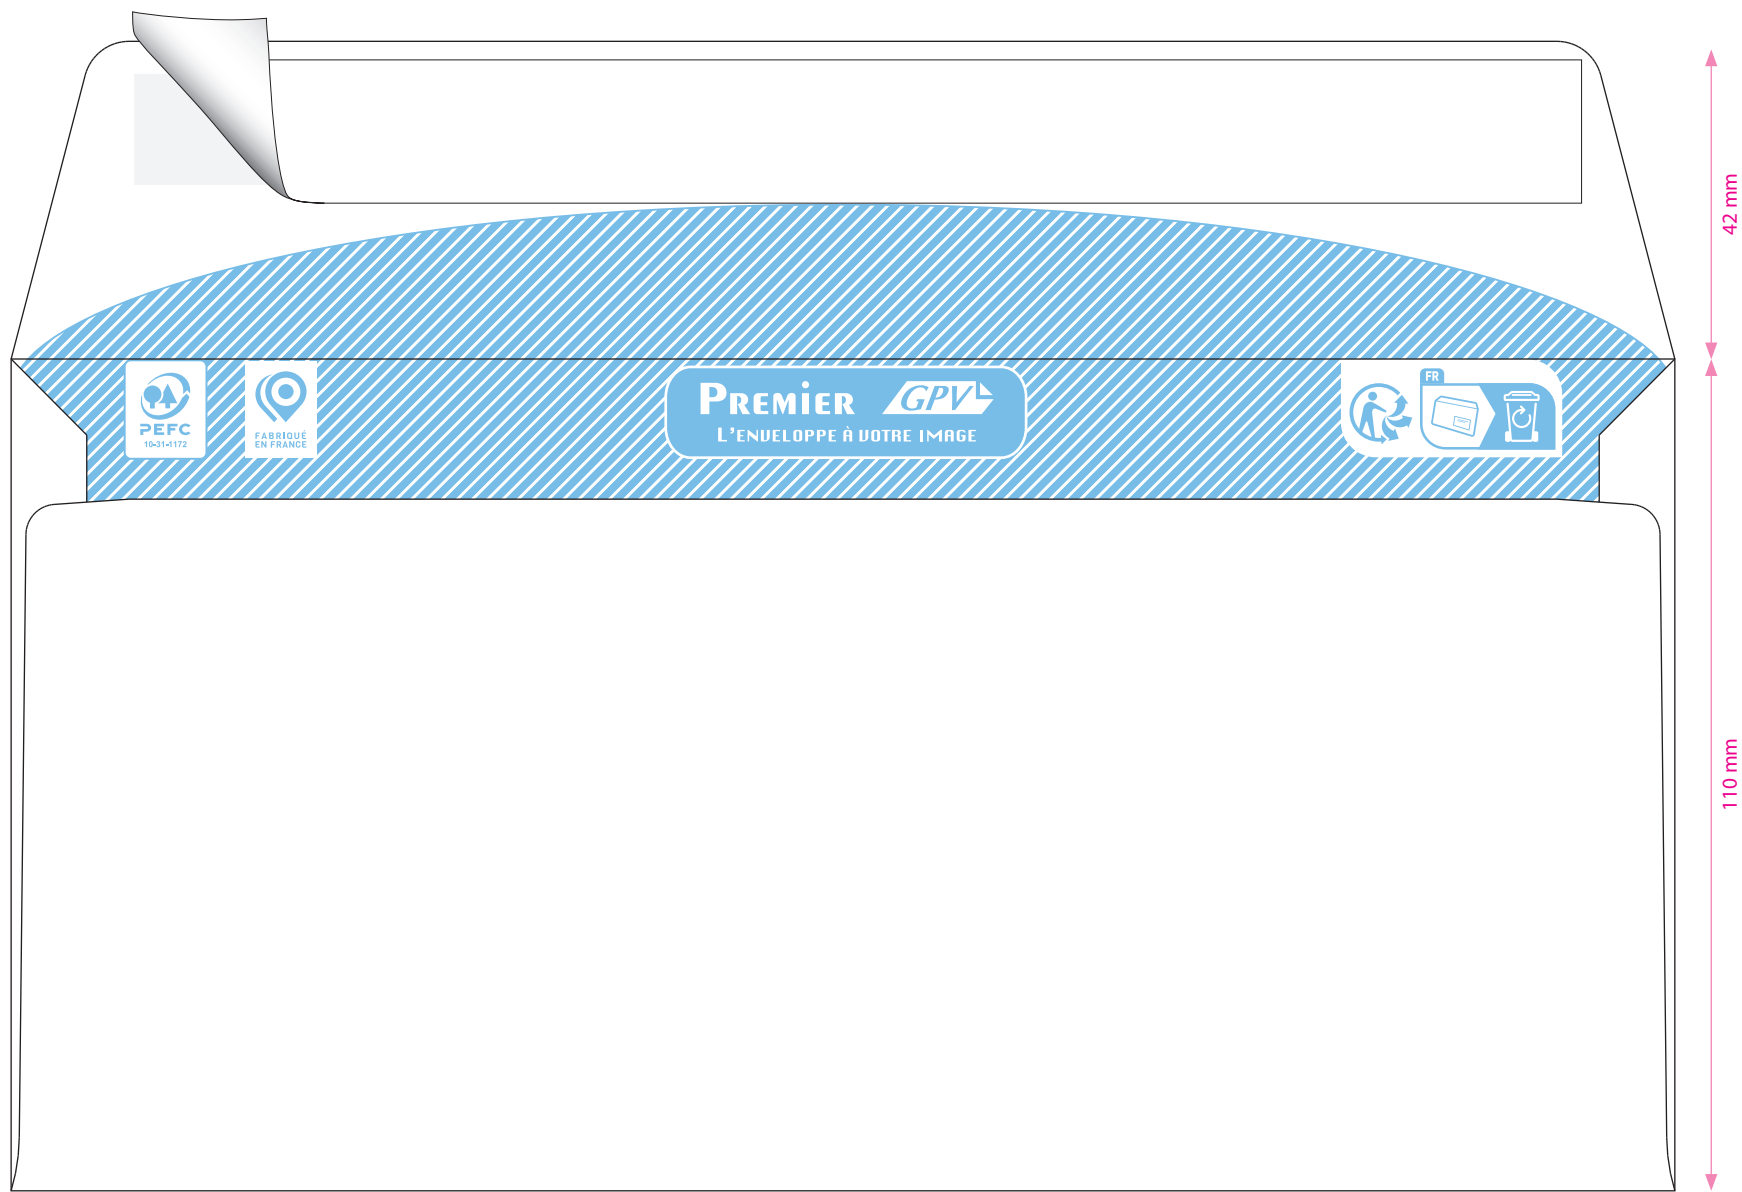 42 mm
PEFC
10-31-1172
FABRIQUÉ
EN FRANCE
PREMiER GPV
L'ENVELOPPE À VOTRE IMAGE
FR
110 mm